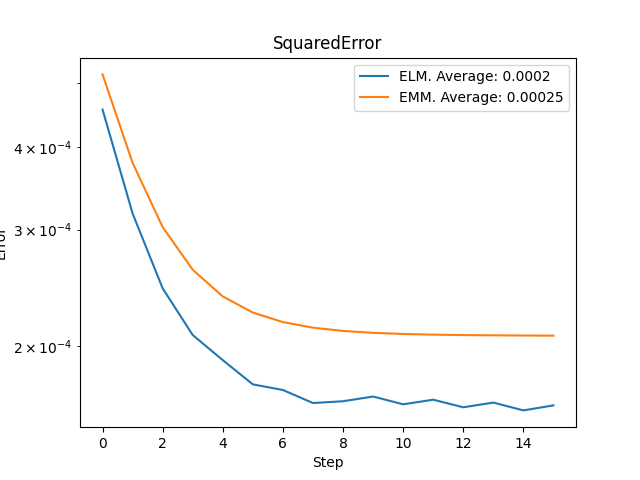 SquaredError
ELM. Average: 0.0002
EMM. Average: 0.00025
4 × 10⁻⁴
3 × 10⁻⁴
2 × 10⁻⁴
Error
0 2 4 6 8 10 12 14
Step